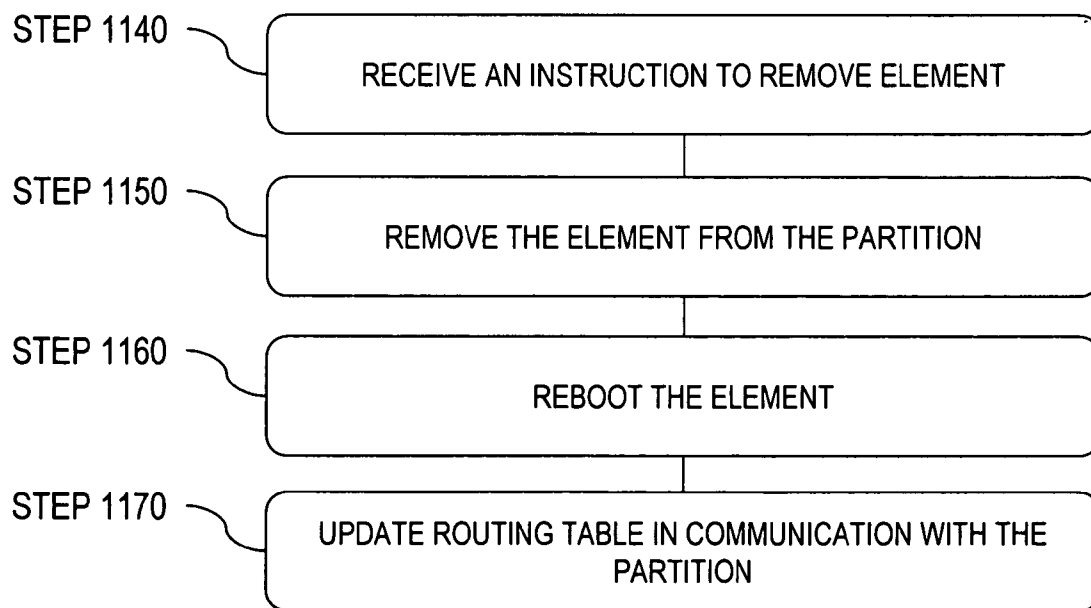 STEP 1140
RECEIVE AN INSTRUCTION TO REMOVE ELEMENT
STEP 1150
REMOVE THE ELEMENT FROM THE PARTITION
STEP 1160
REBOOT THE ELEMENT
STEP 1170
UPDATE ROUTING TABLE IN COMMUNICATION WITH THE
PARTITION